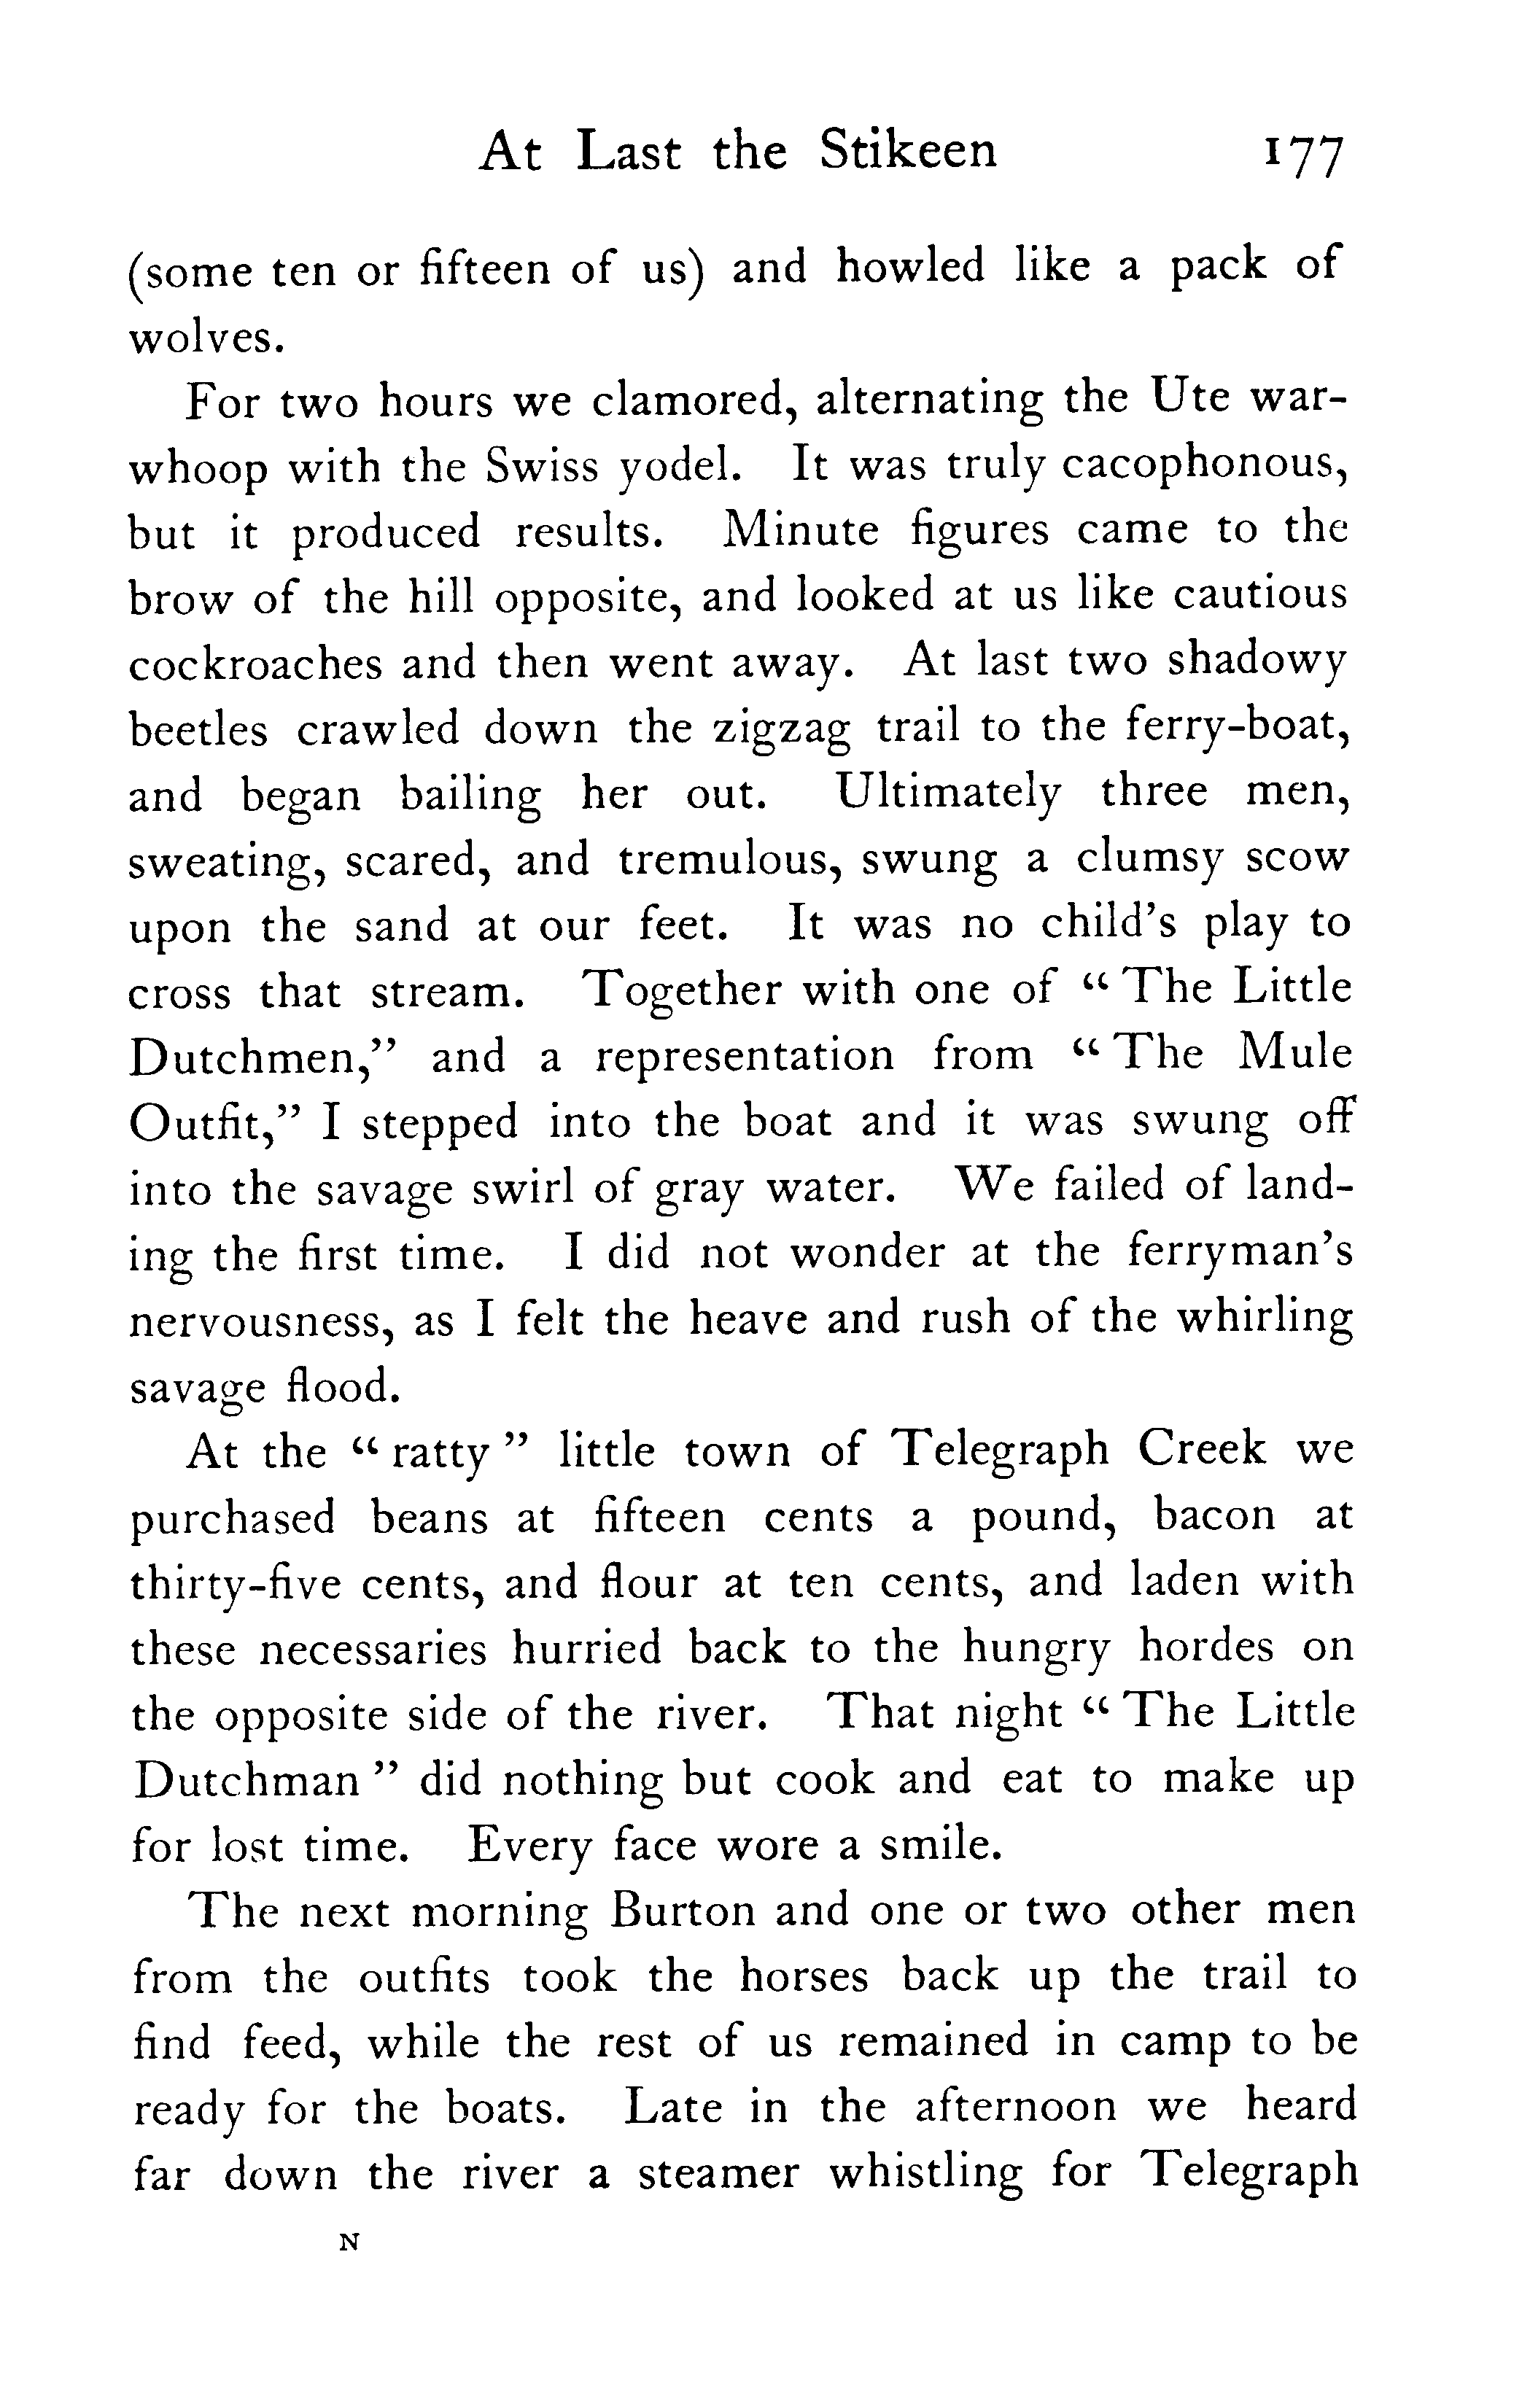 At Last the Stikeen 177
(some ten or fifteen of us) and howled like a pack of
wolves.
For two hours we clamored, alternating the Ute war-
whoop with the Swiss yodel. It was truly cacophonous,
but it produced results. Minute figures came to the
brow of the hill opposite, and looked at us like cautious
cockroaches and then went away. At last two shadowy
beetles crawled down the zigzag trail to the ferry-boat,
and began bailing her out. Ultimately three men,
sweating, scared, and tremulous, swung a clumsy scow
upon the sand at our feet. It was no child's play to
cross that stream. Together with one of “ The Little
Dutchmen,” and a representation from “ The Mule
Outfit,” I stepped into the boat and it was swung off
into the savage swirl of gray water. We failed of land-
ing the first time. I did not wonder at the ferryman's
nervousness, as I felt the heave and rush of the whirling
savage flood.
At the “ ratty ” little town of Telegraph Creek we
purchased beans at fifteen cents a pound, bacon at
thirty-five cents, and flour at ten cents, and laden with
these necessaries hurried back to the hungry hordes on
the opposite side of the river. That night “ The Little
Dutchman ” did nothing but cook and eat to make up
for lost time. Every face wore a smile.
The next morning Burton and one or two other men
from the outfits took the horses back up the trail to
find feed, while the rest of us remained in camp to be
ready for the boats. Late in the afternoon we heard
far down the river a steamer whistling for Telegraph
N